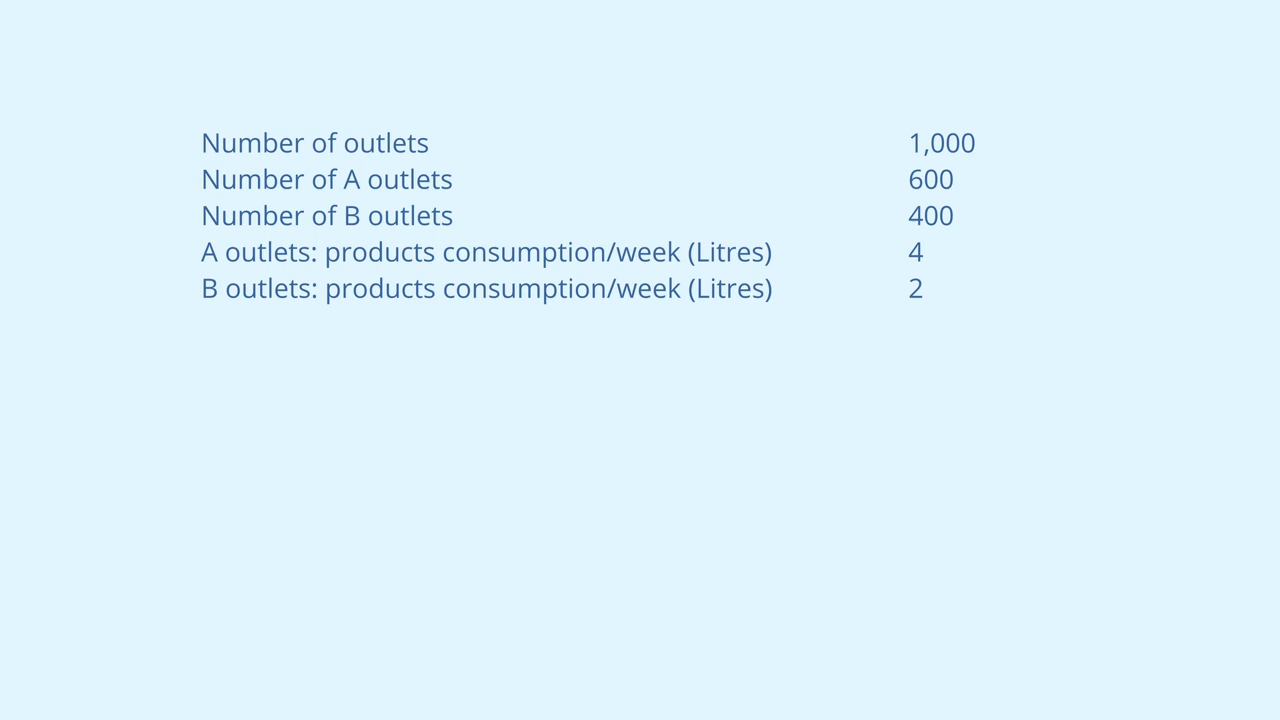 Number of outlets 1,000
Number of A outlets 600
Number of B outlets 400
A outlets: products consumption/week (Litres) 4
B outlets: products consumption/week (Litres) 2